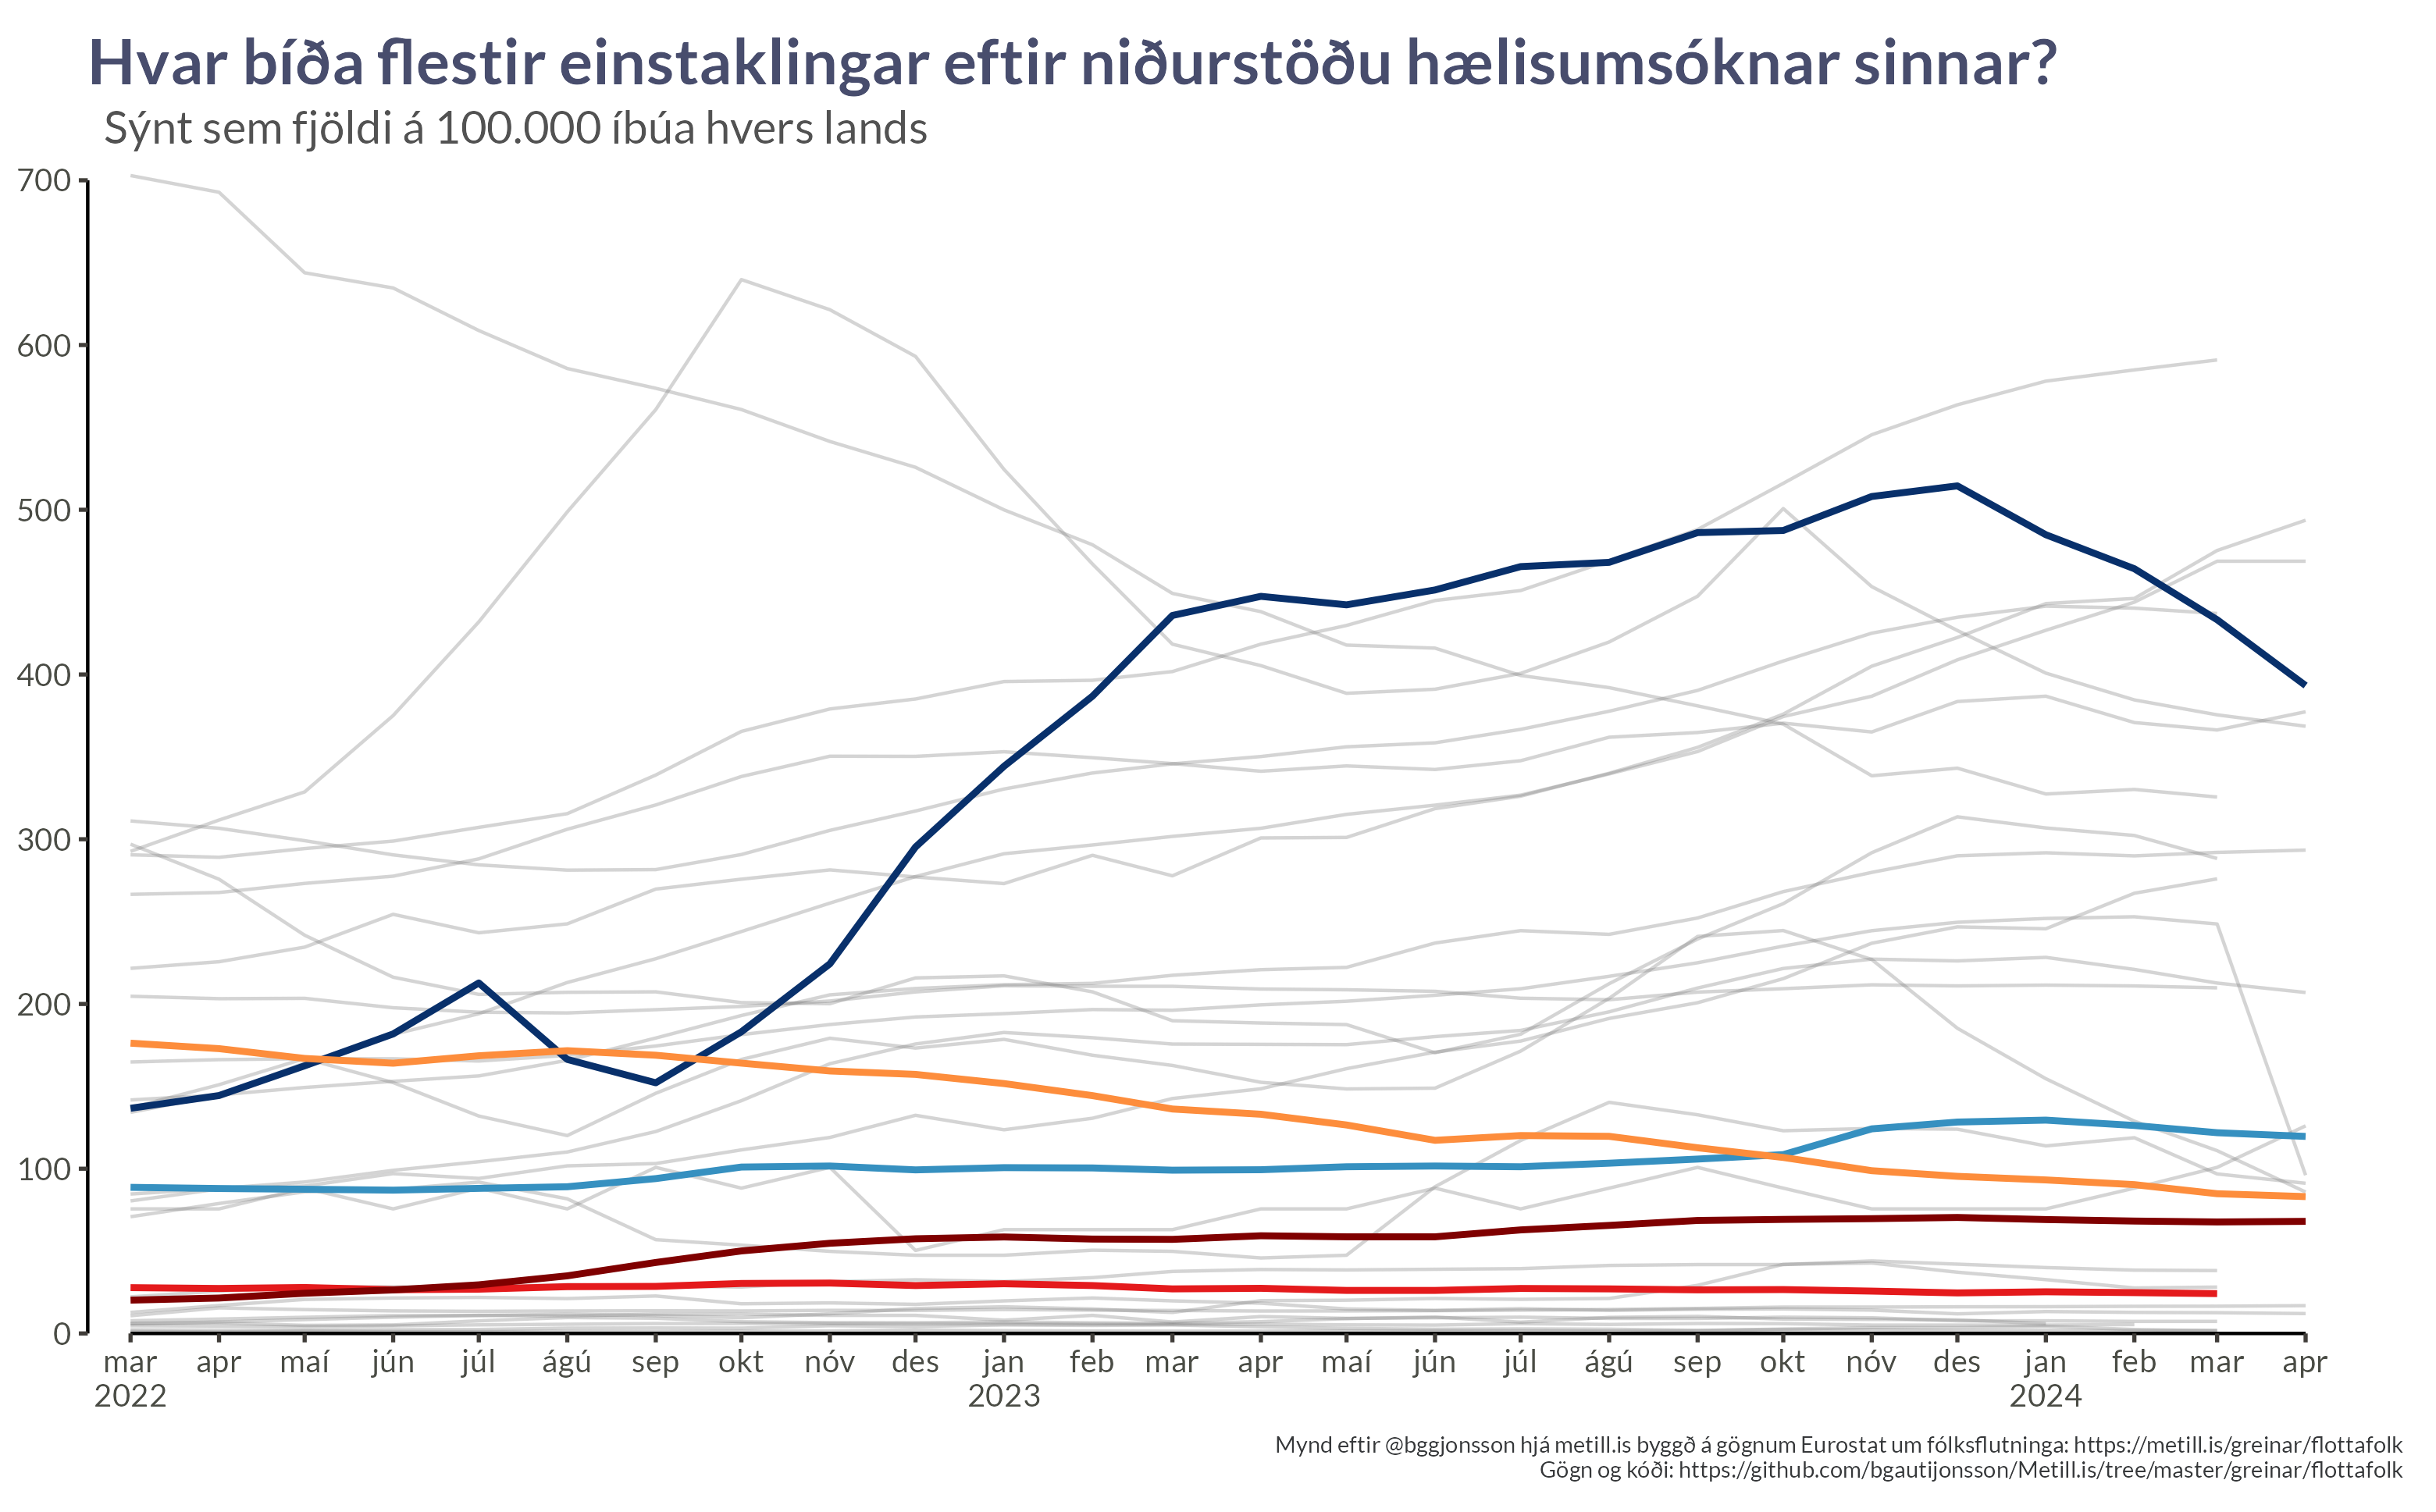 Hvar bíða flestir einstaklingar eftir niðurstöðu hælisumsóknar sinnar?
Sýnt sem fjöldi á 100.000 íbúa hvers lands
700
600
500
400
300
200
100
0
mar apr maí jún júl ágú sep okt nóv des jan feb mar apr maí jún júl ágú sep okt nóv des jan feb mar apr
2022 2023 2024
Mynd eftir @bggjonsson hjá metill.is byggð á gögnum Eurostat um fólksflutninga: https://metill.is/greinar/flottafolk
Gögn og kóði: https://github.com/bgautijonsson/Metill.is/tree/master/greinar/flottafolk